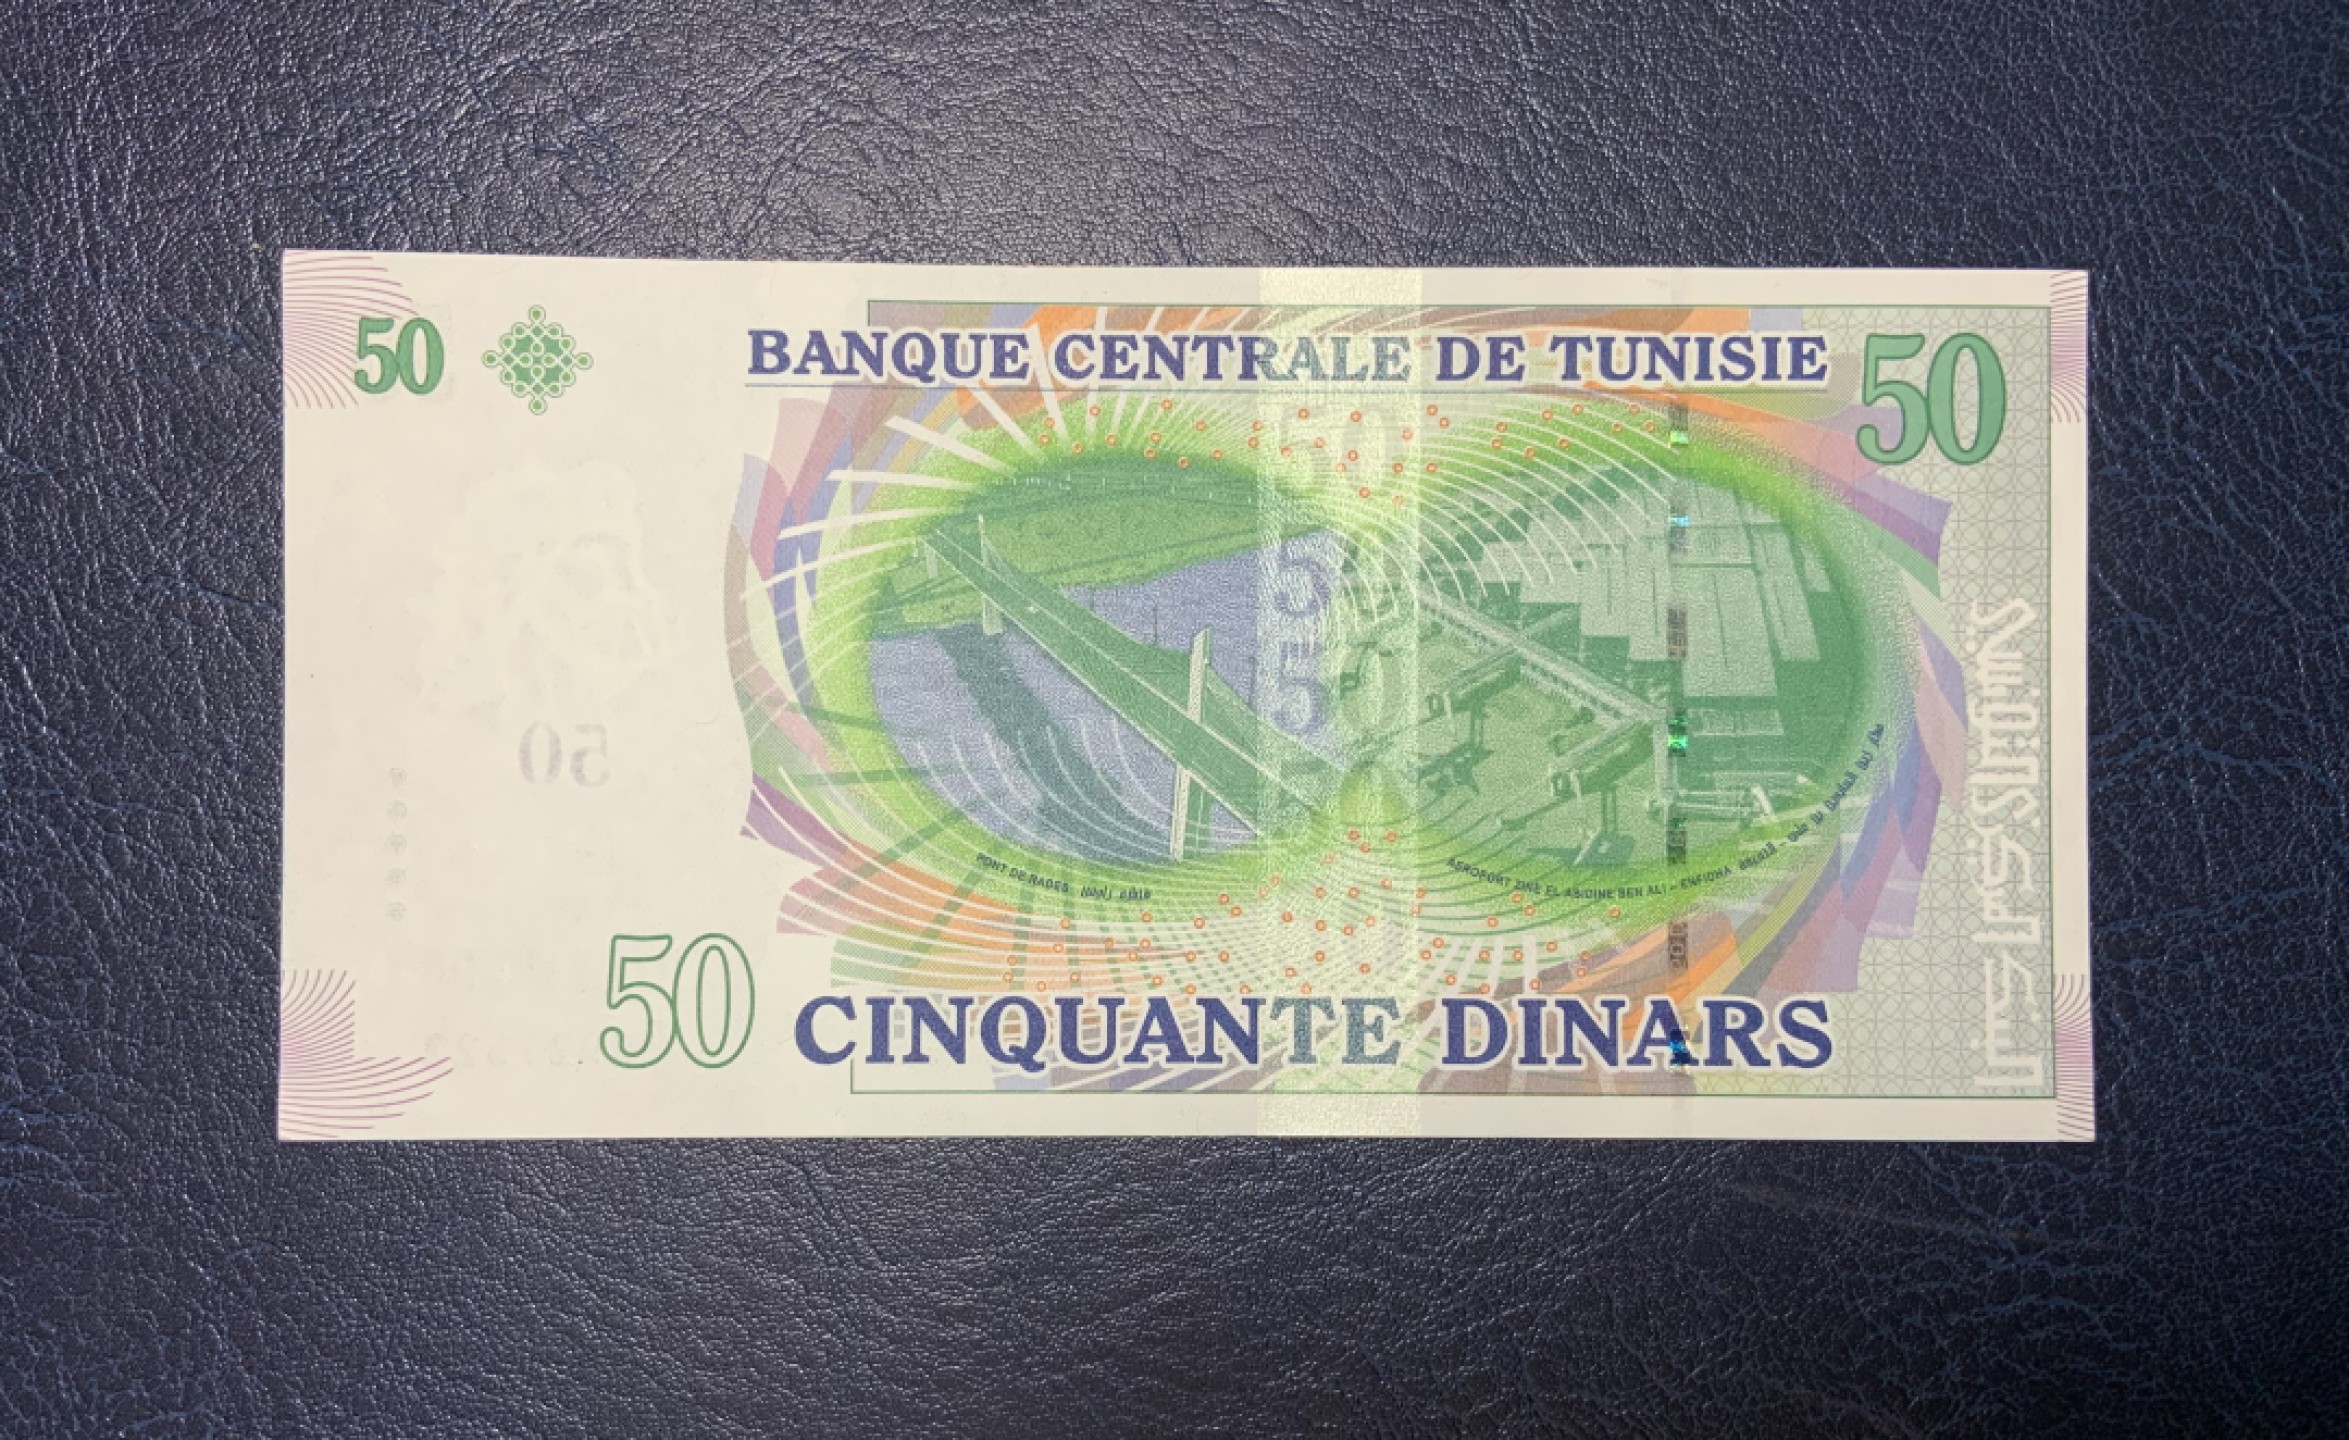 50
BANQUE CENTRALE DE TUNISIE
50
PONT DE RADES
AEROPORT ZINE EL ABIDINE BEN ALI - ENFIDHA
50
CINQUANTE DINARS
50